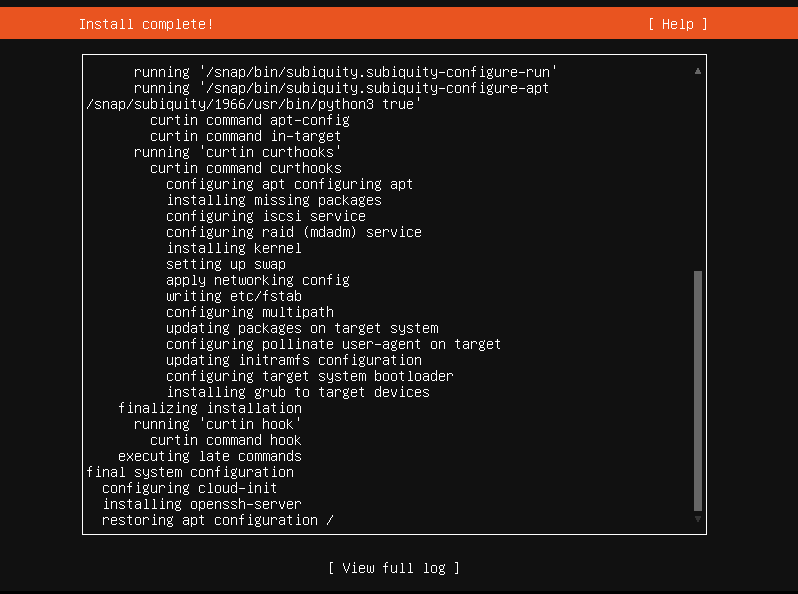 Install complete!
[ Help ]
running '/snap/bin/subiquity.subiquity-configure-run'
running '/snap/bin/subiquity.subiquity-configure-apt
/snap/subiquity/1966/usr/bin/python3 true'
curtin command apt-config
curtin command in-target
running 'curtin curthooks'
curtin command curthooks
configuring apt configuring apt
installing missing packages
configuring iscsi service
configuring raid (mdadm) service
installing kernel
setting up swap
apply networking config
writing etc/fstab
configuring multipath
updating packages on target system
configuring pollinate user-agent on target
updating initramfs configuration
configuring target system bootloader
installing grub to target devices
finalizing installation
running 'curtin hook'
curtin command hook
executing late commands
final system configuration
configuring cloud-init
installing openssh-server
restoring apt configuration /
[ View full log ]